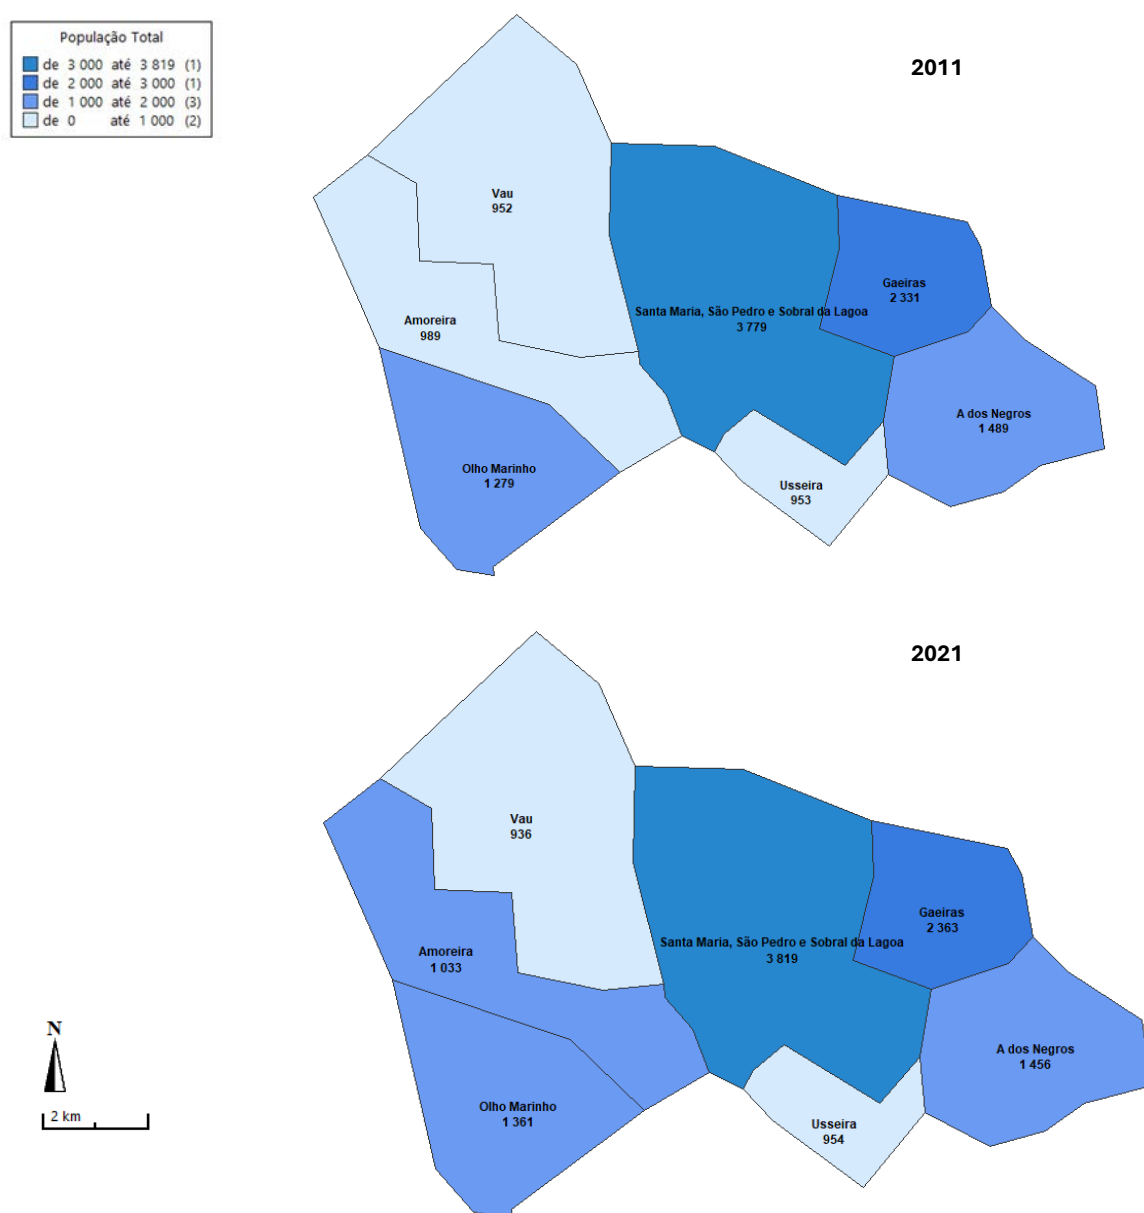 População Total
de 3 000 até 3 819 (1)
de 2 000 até 3 000 (1)
de 1 000 até 2 000 (3)
de 0 até 1 000 (2)
2011
Vau
952
Gaeiras
2 331
Santa Maria, São Pedro e Sobral da Lagoa
3 779
Amoreira
989
A dos Negros
1 489
Olho Marinho
1 279
Usseira
953
2021
Vau
936
Gaeiras
2 363
Santa Maria, São Pedro e Sobral da Lagoa
3 819
Amoreira
1 033
A dos Negros
1 456
Olho Marinho
1 361
Usseira
954
N
2 km